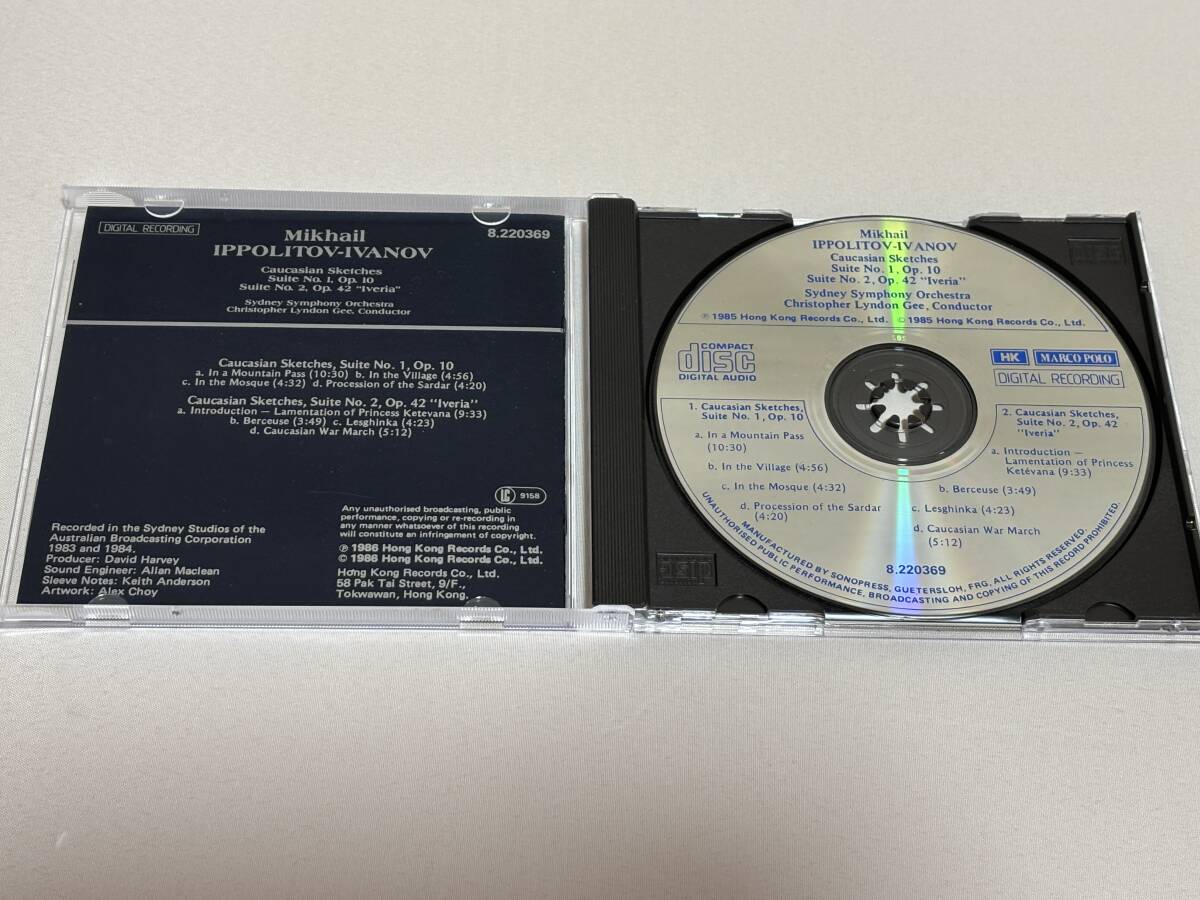 DIGITAL RECORDING
8.220369
Mikhail
IPPOLITOV-IVANOV
Caucasian Sketches
Suite No. 1, Op. 10
Suite No. 2, Op. 42 "Iveria"
Sydney Symphony Orchestra
Christopher Lyndon Gee, Conductor
Caucasian Sketches, Suite No. 1, Op. 10
a. In a Mountain Pass (10:30) b. In the Village (4:56)
c. In the Mosque (4:32) d. Procession of the Sardar (4:20)
Caucasian Sketches, Suite No. 2, Op. 42 "Iveria"
a. Introduction — Lamentation of Princess Ketevana (9:33)
b. Berceuse (3:49) c. Lesghinka (4:23)
d. Caucasian War March (5:12)
Recorded in the Sydney Studios of the
Australian Broadcasting Corporation
1983 and 1984.
Producer: David Harvey
Sound Engineer: Allan Maclean
Sleeve Notes: Keith Anderson
Artwork: Alex Choy
LC 9158
Any unauthorised broadcasting, public
performance, copying or re-recording in
any manner whatsoever of this recording
will constitute an infringement of copyright.
℗ 1986 Hong Kong Records Co., Ltd.
© 1986 Hong Kong Records Co., Ltd.
Hong Kong Records Co., Ltd.
58 Pak Tai Street, 9/F.,
Tokwawan, Hong Kong.
Mikhail
IPPOLITOV-IVANOV
Caucasian Sketches
Suite No. 1, Op. 10
Suite No. 2, Op. 42 "Iveria"
Sydney Symphony Orchestra
Christopher Lyndon Gee, Conductor
℗ 1985 Hong Kong Records Co., Ltd. © 1985 Hong Kong Records Co., Ltd.
COMPACT
disc
DIGITAL AUDIO
HK MARCO POLO
DIGITAL RECORDING
1. Caucasian Sketches,
Suite No. 1, Op. 10
a. In a Mountain Pass
(10:30)
b. In the Village (4:56)
c. In the Mosque (4:32)
d. Procession of the Sardar
(4:20)
2. Caucasian Sketches,
Suite No. 2, Op. 42
"Iveria"
a. Introduction —
Lamentation of Princess
Ketévana (9:33)
b. Berceuse (3:49)
c. Lesghinka (4:23)
d. Caucasian War March
(5:12)
8.220369
MANUFACTURED BY SONOPRESS, GUETERSLOH, FRG. ALL RIGHTS RESERVED.
UNAUTHORISED PUBLIC PERFORMANCE, BROADCASTING AND COPYING OF THIS RECORD PROHIBITED.